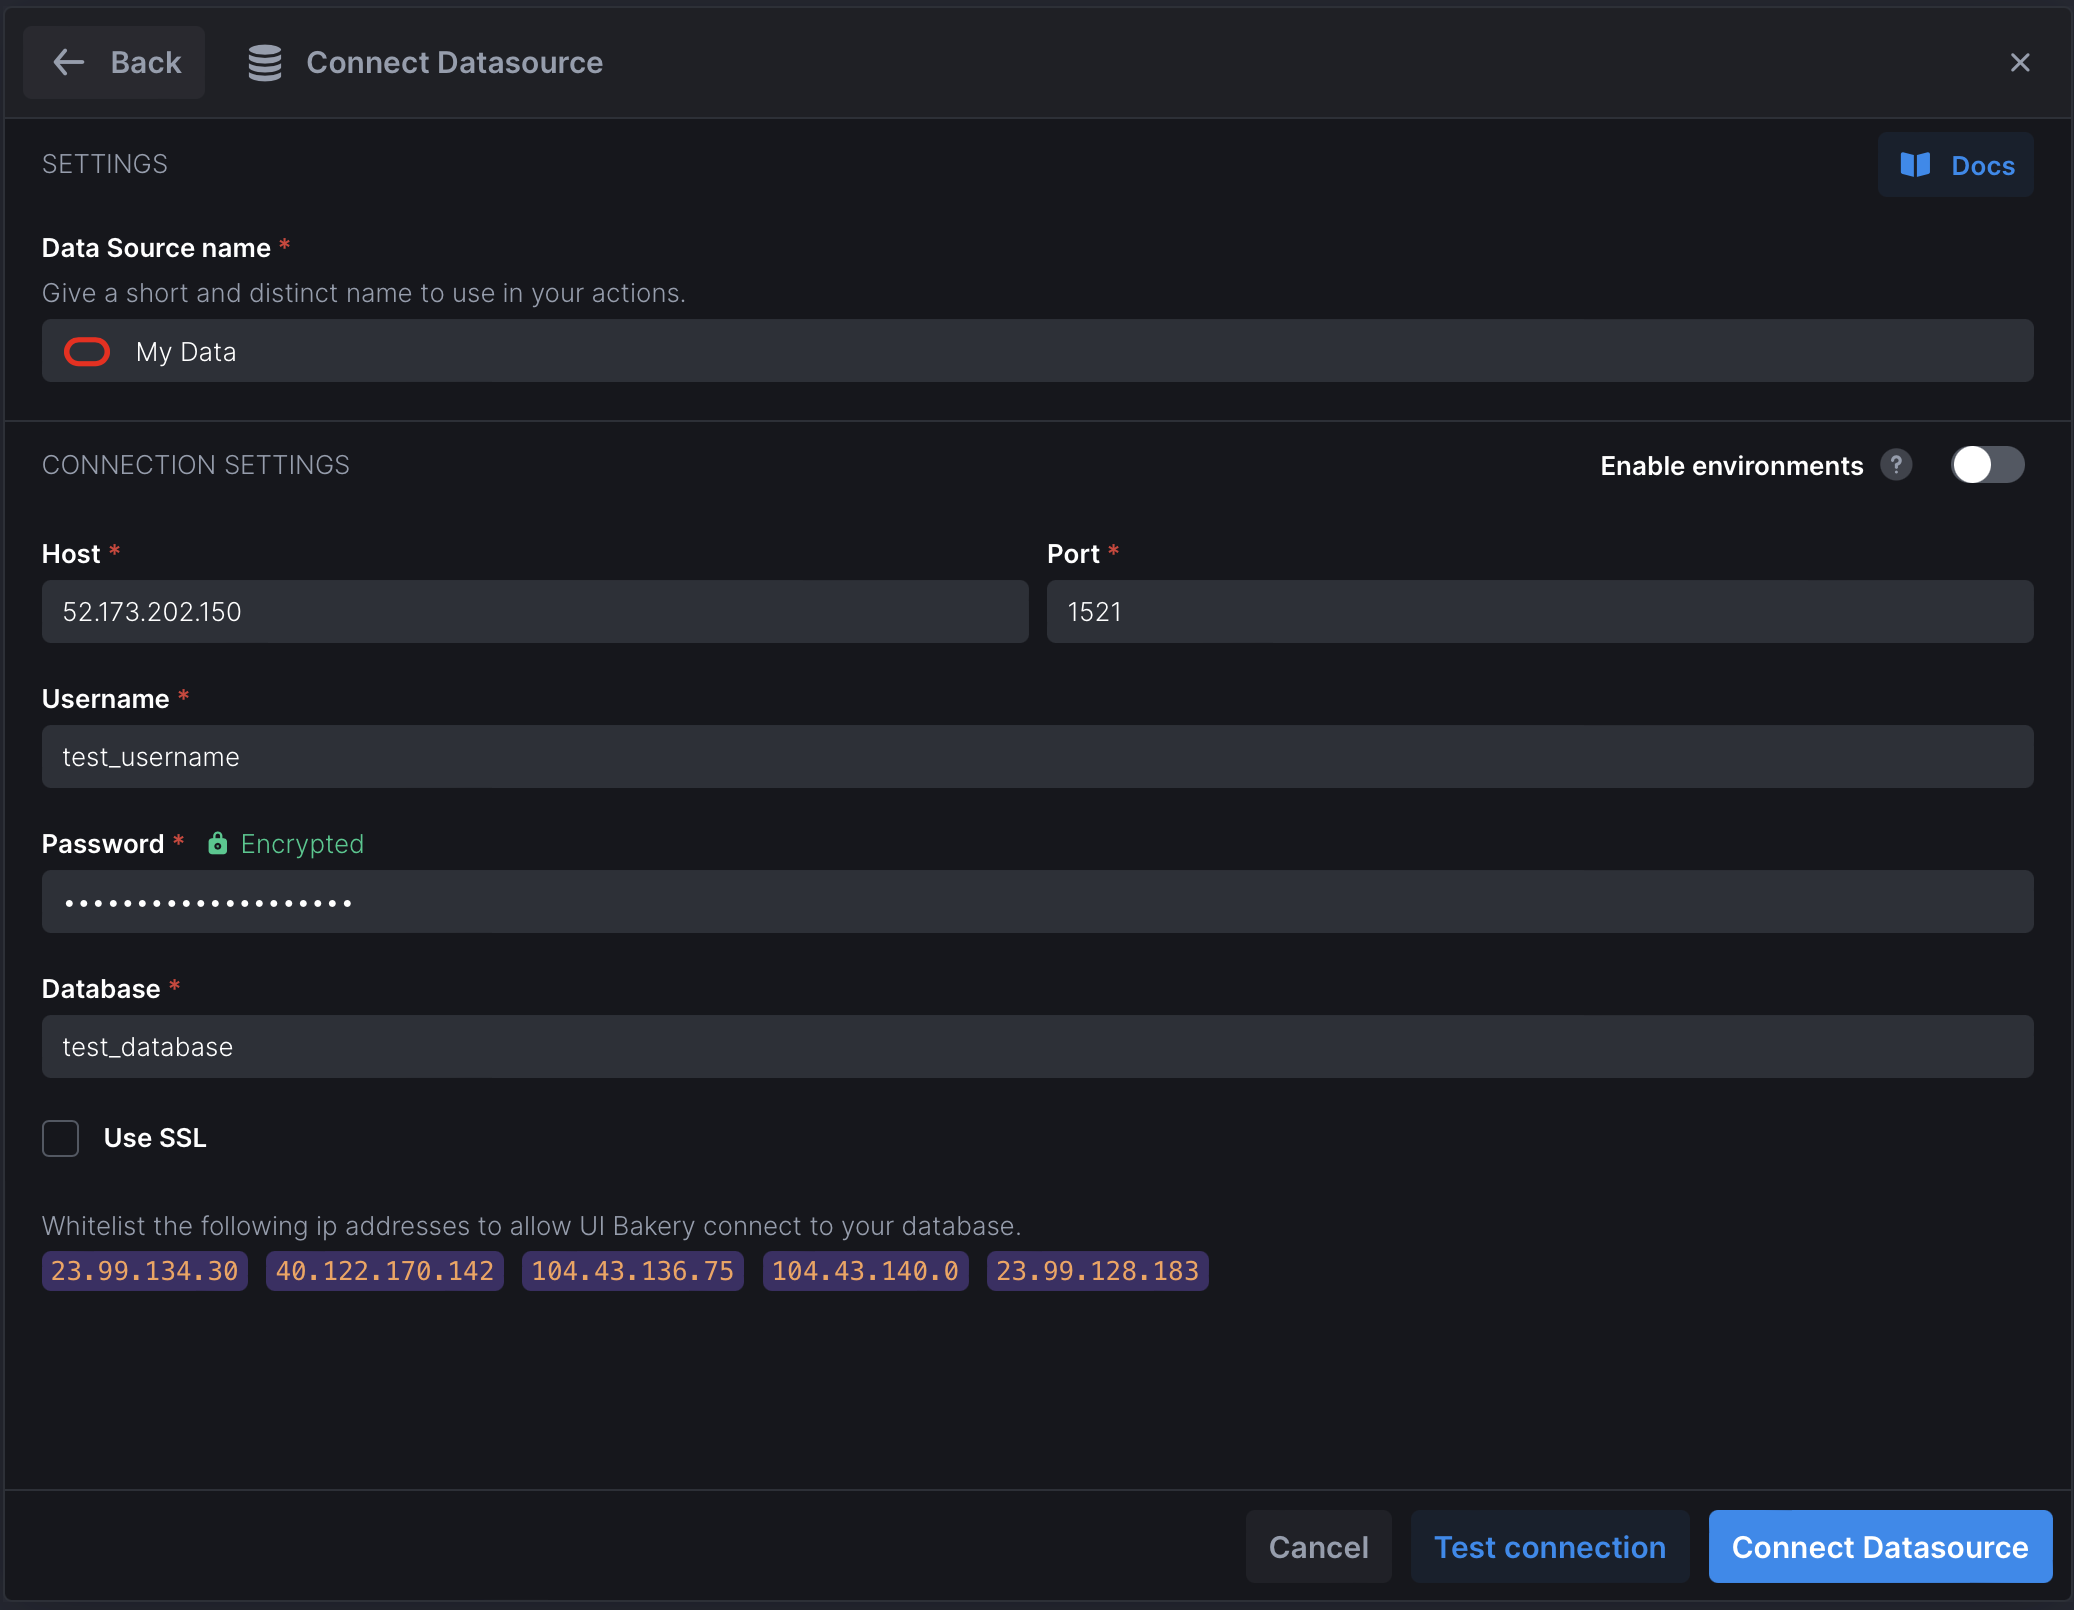 Back Connect Datasource
SETTINGS Docs
Data Source name *
Give a short and distinct name to use in your actions.
My Data
CONNECTION SETTINGS Enable environments ?
Host * Port *
52.173.202.150 1521
Username *
test_username
Password * Encrypted
••••••••••••••••••••
Database *
test_database
Use SSL
Whitelist the following ip addresses to allow UI Bakery connect to your database.
23.99.134.30 40.122.170.142 104.43.136.75 104.43.140.0 23.99.128.183
Cancel Test connection Connect Datasource